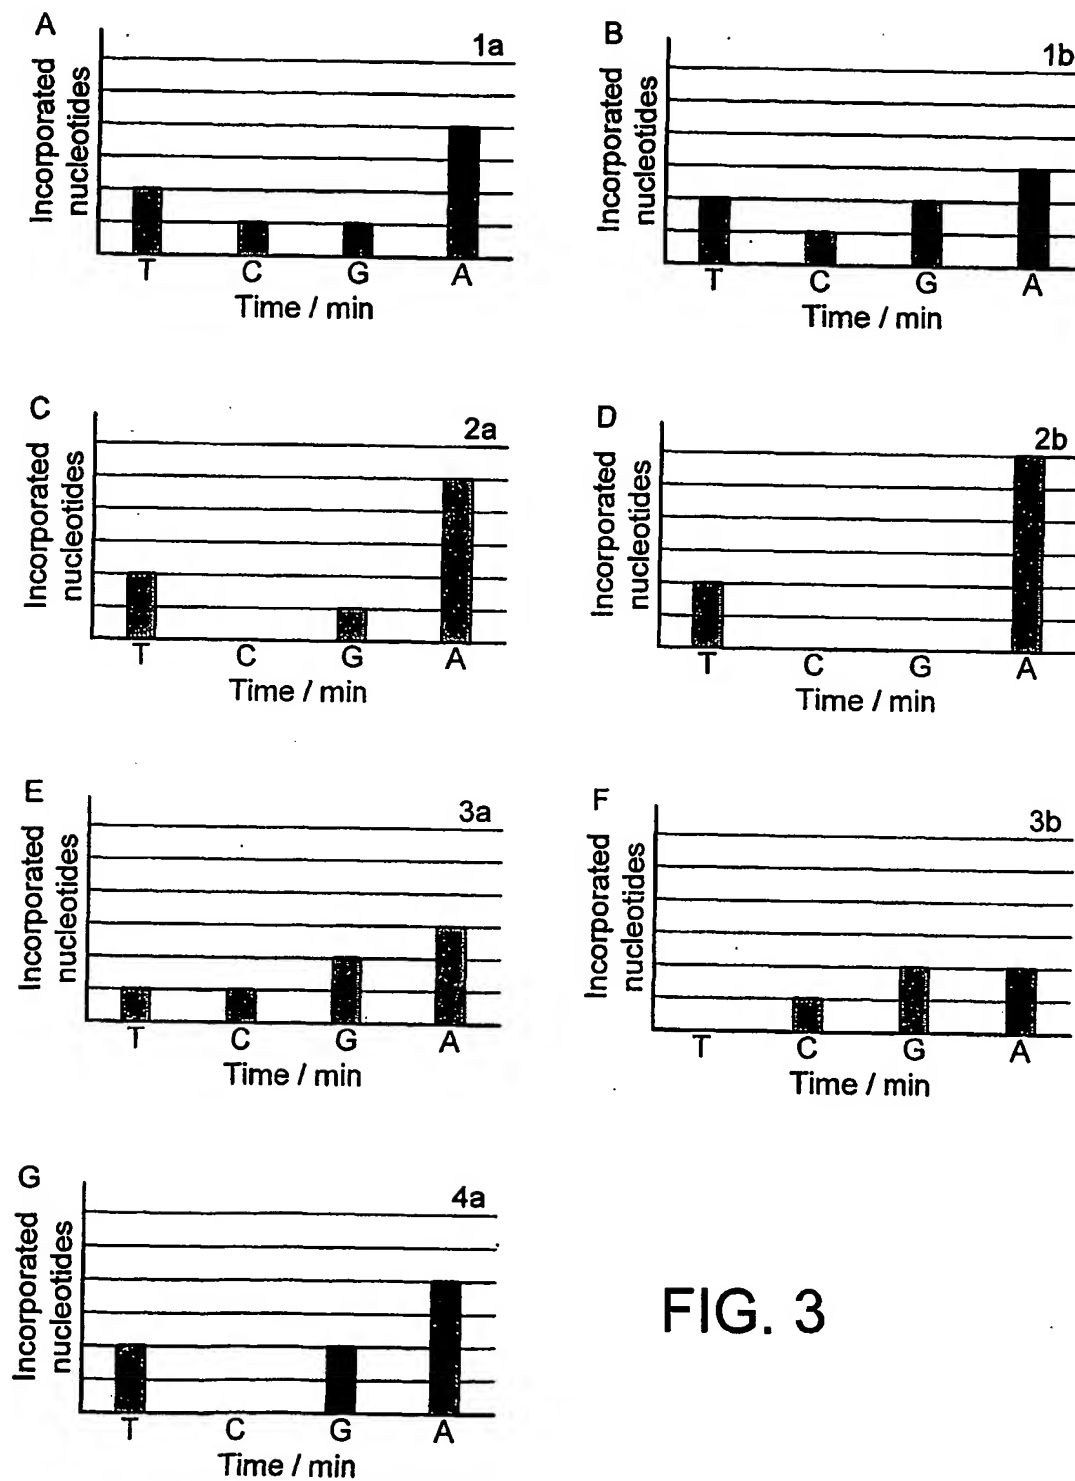 A
1a
Incorporated
nucleotides
T C G A
Time / min
B
1b
Incorporated
nucleotides
T C G A
Time / min
C
2a
Incorporated
nucleotides
T C G A
Time / min
D
2b
Incorporated
nucleotides
T C G A
Time / min
E
3a
Incorporated
nucleotides
T C G A
Time / min
F
3b
Incorporated
nucleotides
T C G A
Time / min
G
4a
Incorporated
nucleotides
T C G A
Time / min
FIG. 3